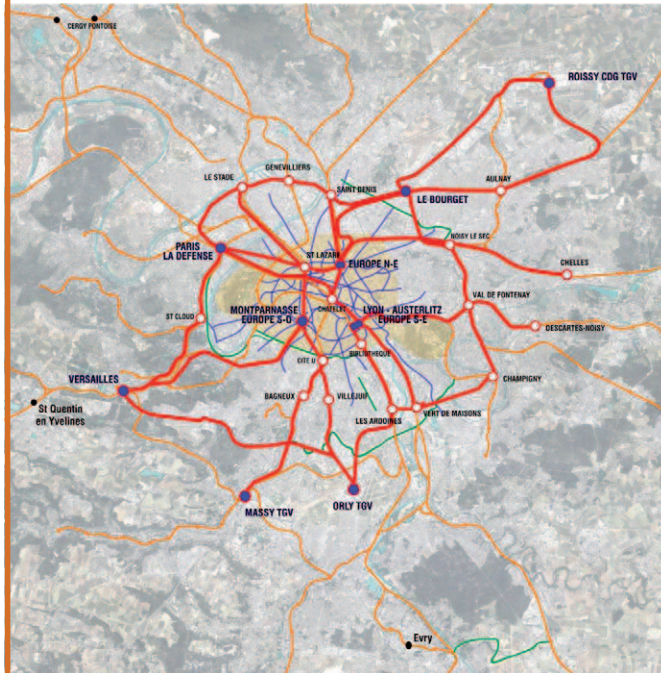 CERGY PONTOISE
ROISSY CDG TGV
GENEVILLIERS
LE STADE
AULNAY
SAINT DENIS
LE BOURGET
NOISY LE SEC
PARIS
LA DEFENSE
ST LAZARE
EUROPE N-E
CHELLES
CHATELET
VAL DE FONTENAY
MONTPARNASSE
EUROPE S-O
LYON - AUSTERLITZ
EUROPE S-E
ST CLOUD
DESCARTES-NOISY
BIBLIOTHEQUE
CITE U
CHAMPIGNY
VERSAILLES
BAGNEUX
VILLEJUIF
St Quentin
en Yvelines
LES ARDOINES
VERT DE MAISONS
MASSY TGV
ORLY TGV
Evry